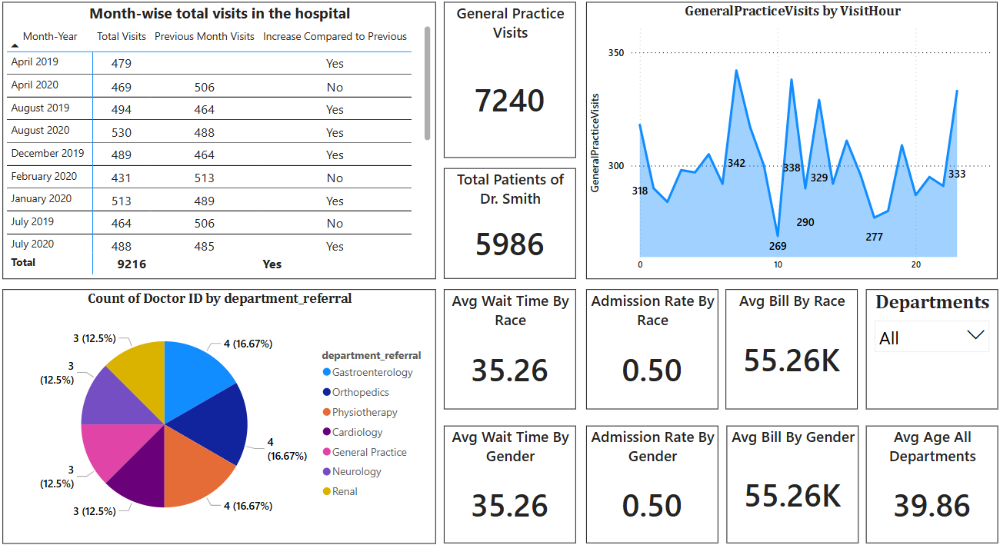 Month-wise total visits in the hospital
Month-Year Total Visits Previous Month Visits Increase Compared to Previous
April 2019 479 Yes
April 2020 469 506 No
August 2019 494 464 Yes
August 2020 530 488 Yes
December 2019 489 464 Yes
February 2020 431 513 No
January 2020 513 489 Yes
July 2019 464 506 No
July 2020 488 485 Yes
Total 9216 Yes
General Practice
Visits
7240
Total Patients of
Dr. Smith
5986
GeneralPracticeVisits by VisitHour
GeneralPracticeVisits
350
300
318
342
269
338
290
329
277
333
0 10 20
Count of Doctor ID by department_referral
4 (16.67%)
4
(16.67%)
4 (16.67%)
3 (12.5%)
3
(12.5%)
3
(12.5%)
3 (12.5%)
department_referral
Gastroenterology
Orthopedics
Physiotherapy
Cardiology
General Practice
Neurology
Renal
Avg Wait Time By
Race
35.26
Admission Rate By
Race
0.50
Avg Bill By Race
55.26K
Departments
All
Avg Wait Time By
Gender
35.26
Admission Rate By
Gender
0.50
Avg Bill By Gender
55.26K
Avg Age All
Departments
39.86